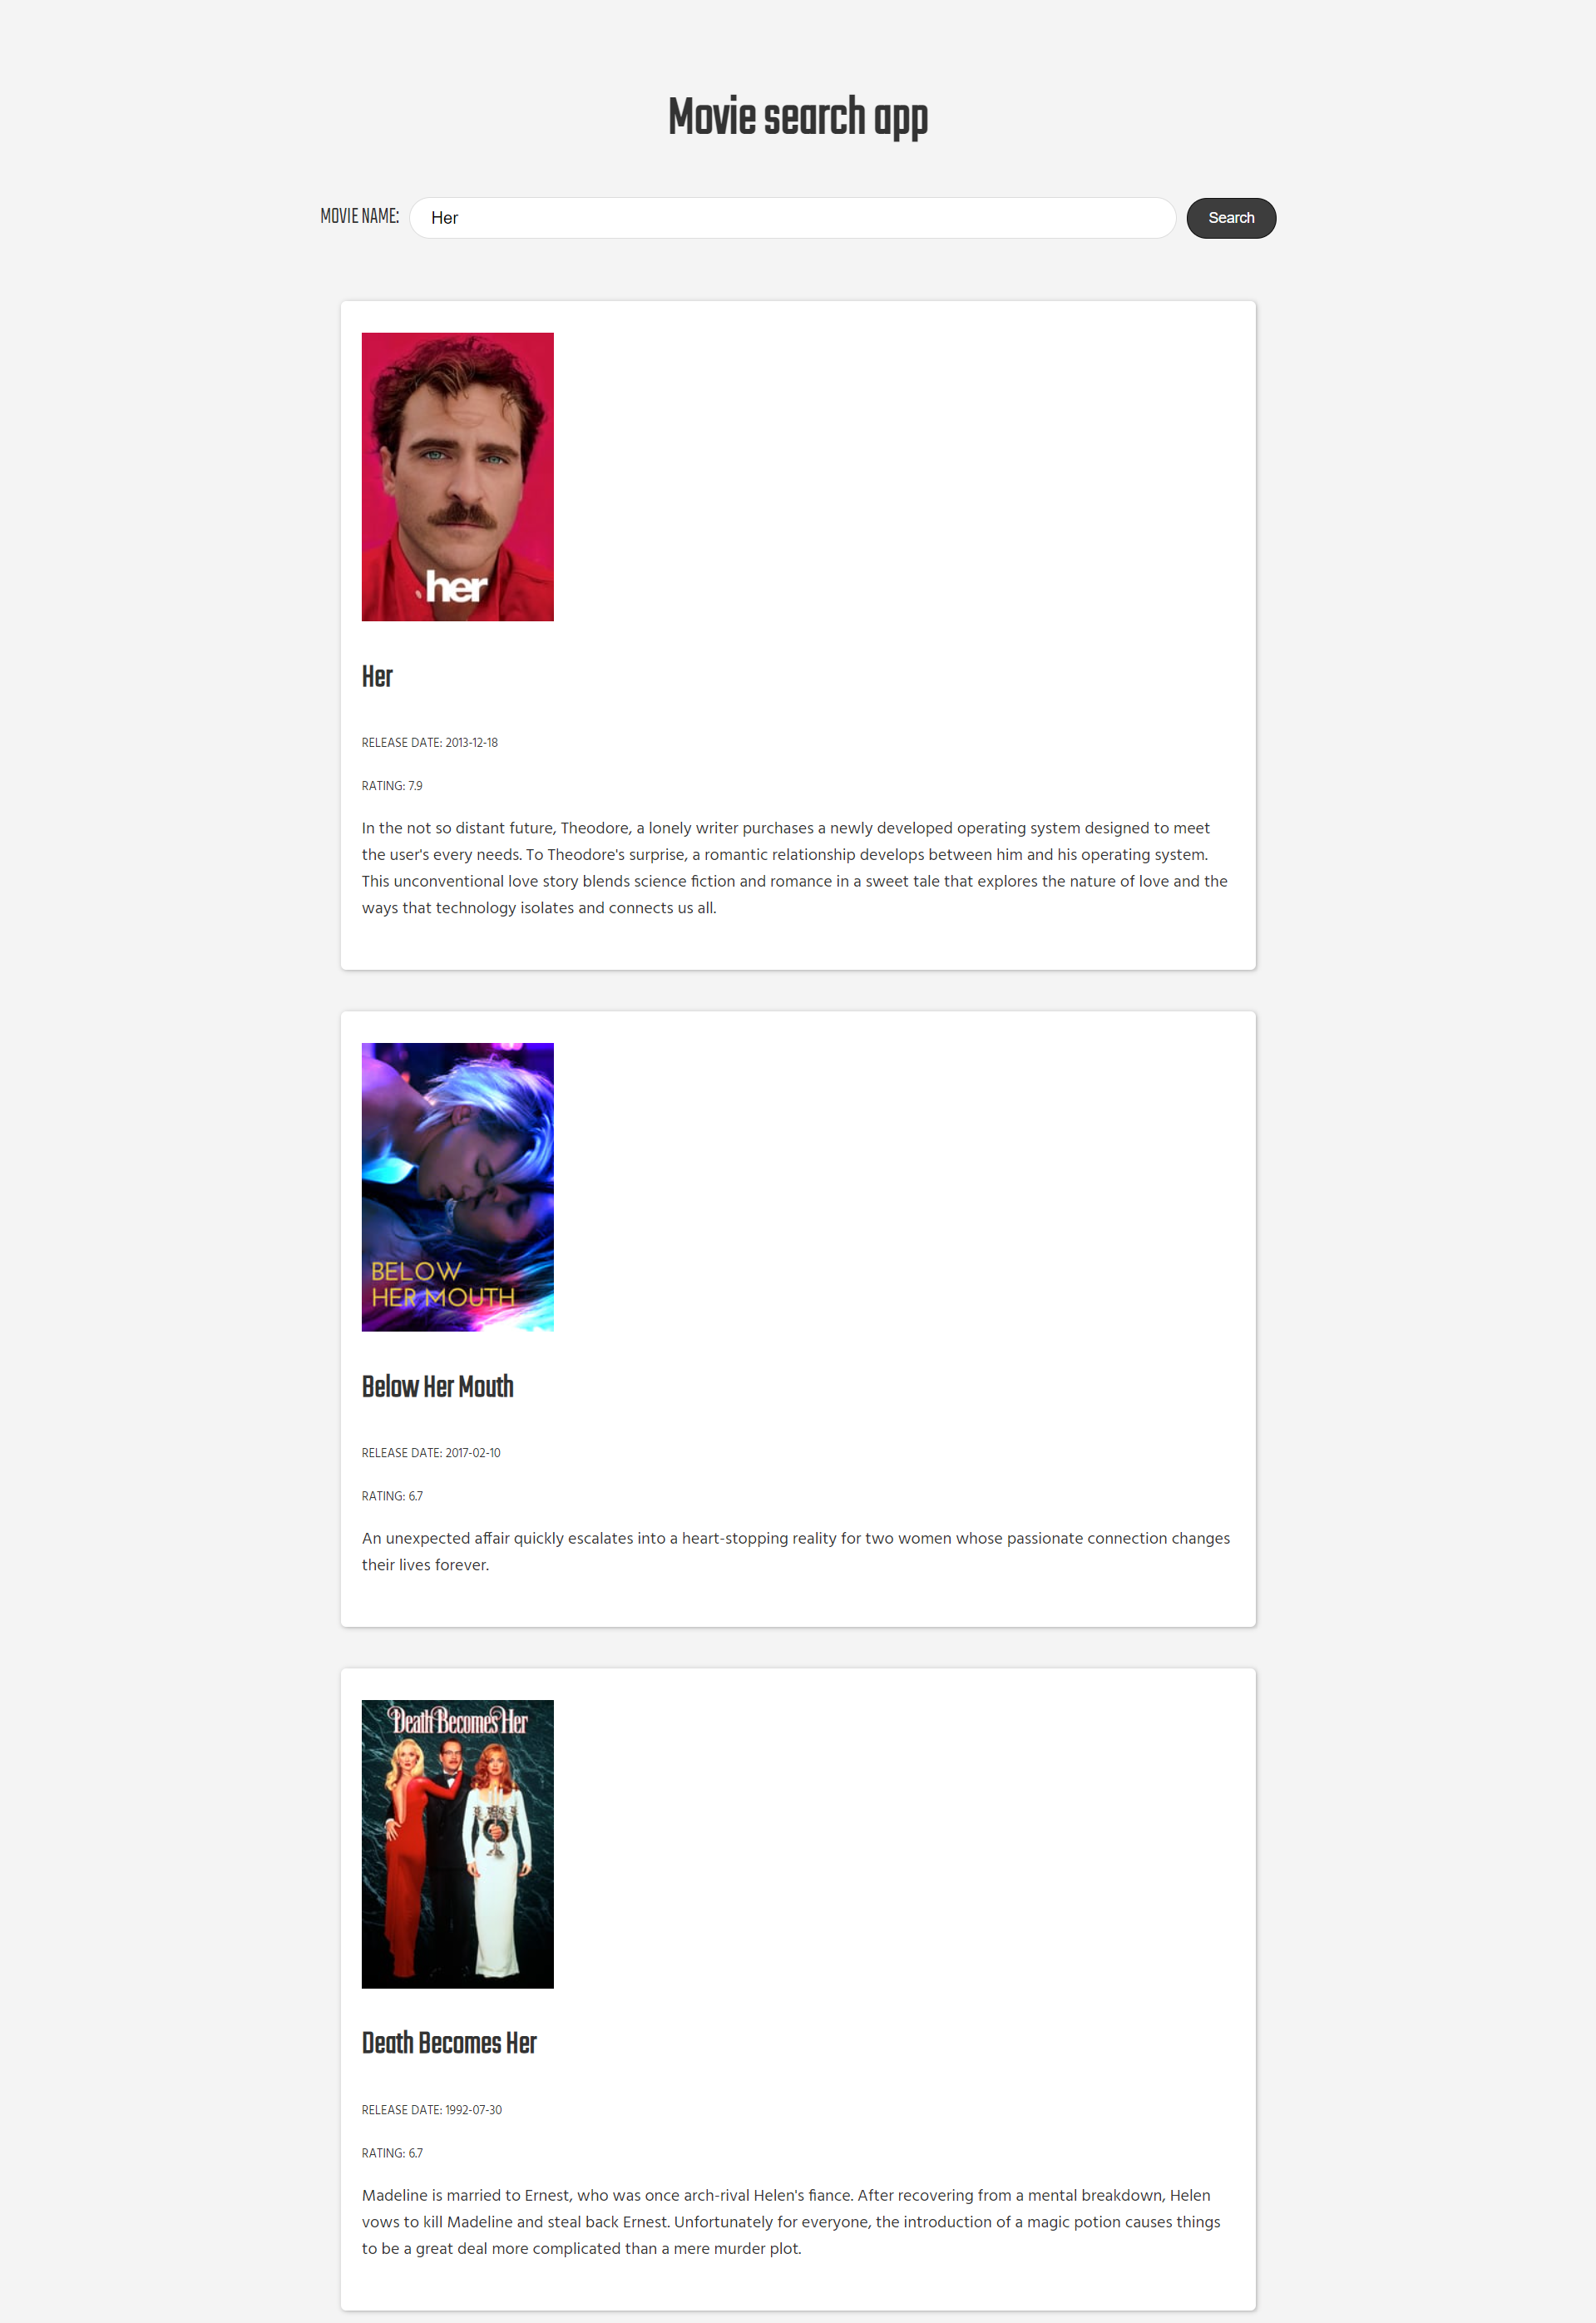 Movie search app
MOVIE NAME:
Her
Search
her
Her
RELEASE DATE: 2013-12-18
RATING: 7.9
In the not so distant future, Theodore, a lonely writer purchases a newly developed operating system designed to meet
the user's every needs. To Theodore's surprise, a romantic relationship develops between him and his operating system.
This unconventional love story blends science fiction and romance in a sweet tale that explores the nature of love and the
ways that technology isolates and connects us all.
BELOW
HER MOUTH
Below Her Mouth
RELEASE DATE: 2017-02-10
RATING: 6.7
An unexpected affair quickly escalates into a heart-stopping reality for two women whose passionate connection changes
their lives forever.
Death Becomes Her
Death Becomes Her
RELEASE DATE: 1992-07-30
RATING: 6.7
Madeline is married to Ernest, who was once arch-rival Helen's fiance. After recovering from a mental breakdown, Helen
vows to kill Madeline and steal back Ernest. Unfortunately for everyone, the introduction of a magic potion causes things
to be a great deal more complicated than a mere murder plot.